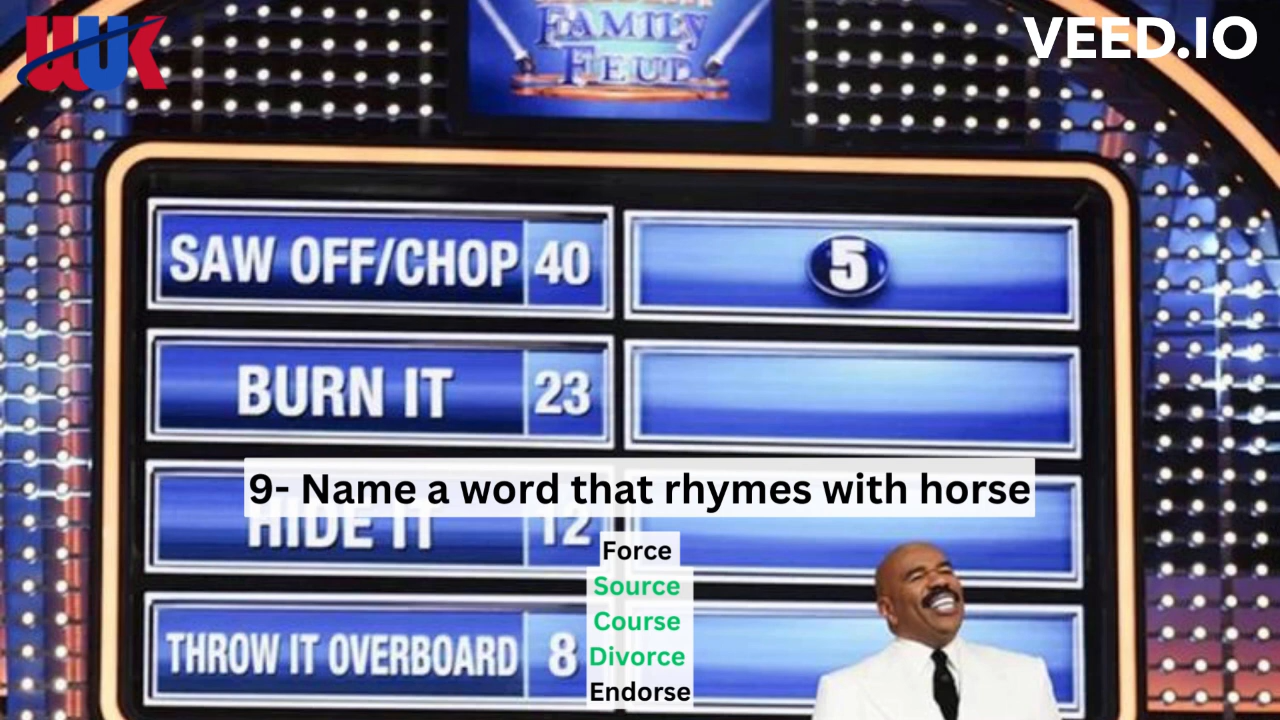 WUK
VEED.IO
FAMILY
FEUD
SAW OFF/CHOP 40
5
BURN IT 23
9- Name a word that rhymes with horse
HIDE IT 12
Force
Source
Course
THROW IT OVERBOARD 8
Divorce
Endorse